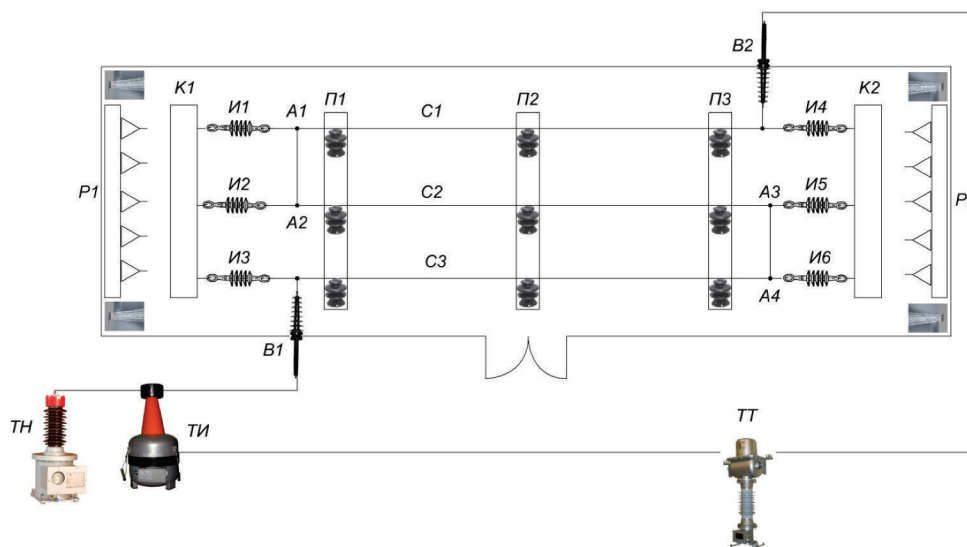 В2
К1
И1
А1
П1
С1
П2
П3
И4
К2
Р1
И2
А2
С2
А3
И5
Р
И3
С3
А4
И6
В1
ТН
ТИ
ТТ